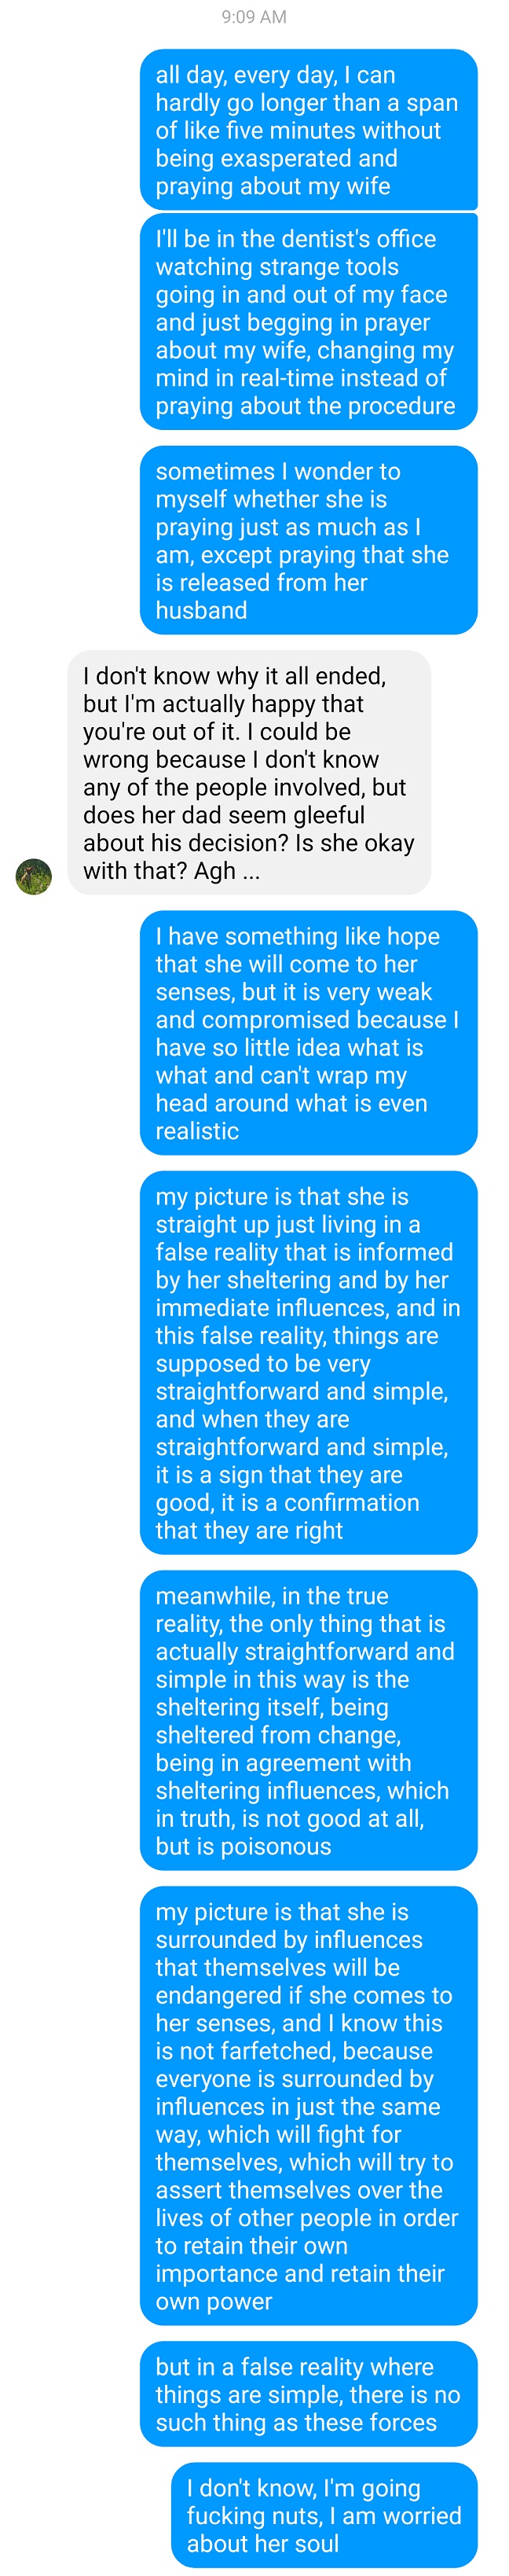 9:09 AM
all day, every day, I can
hardly go longer than a span
of like five minutes without
being exasperated and
praying about my wife
I'll be in the dentist's office
watching strange tools
going in and out of my face
and just begging in prayer
about my wife, changing my
mind in real-time instead of
praying about the procedure
sometimes I wonder to
myself whether she is
praying just as much as I
am, except praying that she
is released from her
husband
I don't know why it all ended,
but I'm actually happy that
you're out of it. I could be
wrong because I don't know
any of the people involved, but
does her dad seem gleeful
about his decision? Is she okay
with that? Agh ...
I have something like hope
that she will come to her
senses, but it is very weak
and compromised because I
have so little idea what is
what and can't wrap my
head around what is even
realistic
my picture is that she is
straight up just living in a
false reality that is informed
by her sheltering and by her
immediate influences, and in
this false reality, things are
supposed to be very
straightforward and simple,
and when they are
straightforward and simple,
it is a sign that they are
good, it is a confirmation
that they are right
meanwhile, in the true
reality, the only thing that is
actually straightforward and
simple in this way is the
sheltering itself, being
sheltered from change,
being in agreement with
sheltering influences, which
in truth, is not good at all,
but is poisonous
my picture is that she is
surrounded by influences
that themselves will be
endangered if she comes to
her senses, and I know this
is not farfetched, because
everyone is surrounded by
influences in just the same
way, which will fight for
themselves, which will try to
assert themselves over the
lives of other people in order
to retain their own
importance and retain their
own power
but in a false reality where
things are simple, there is no
such thing as these forces
I don't know, I'm going
fucking nuts, I am worried
about her soul